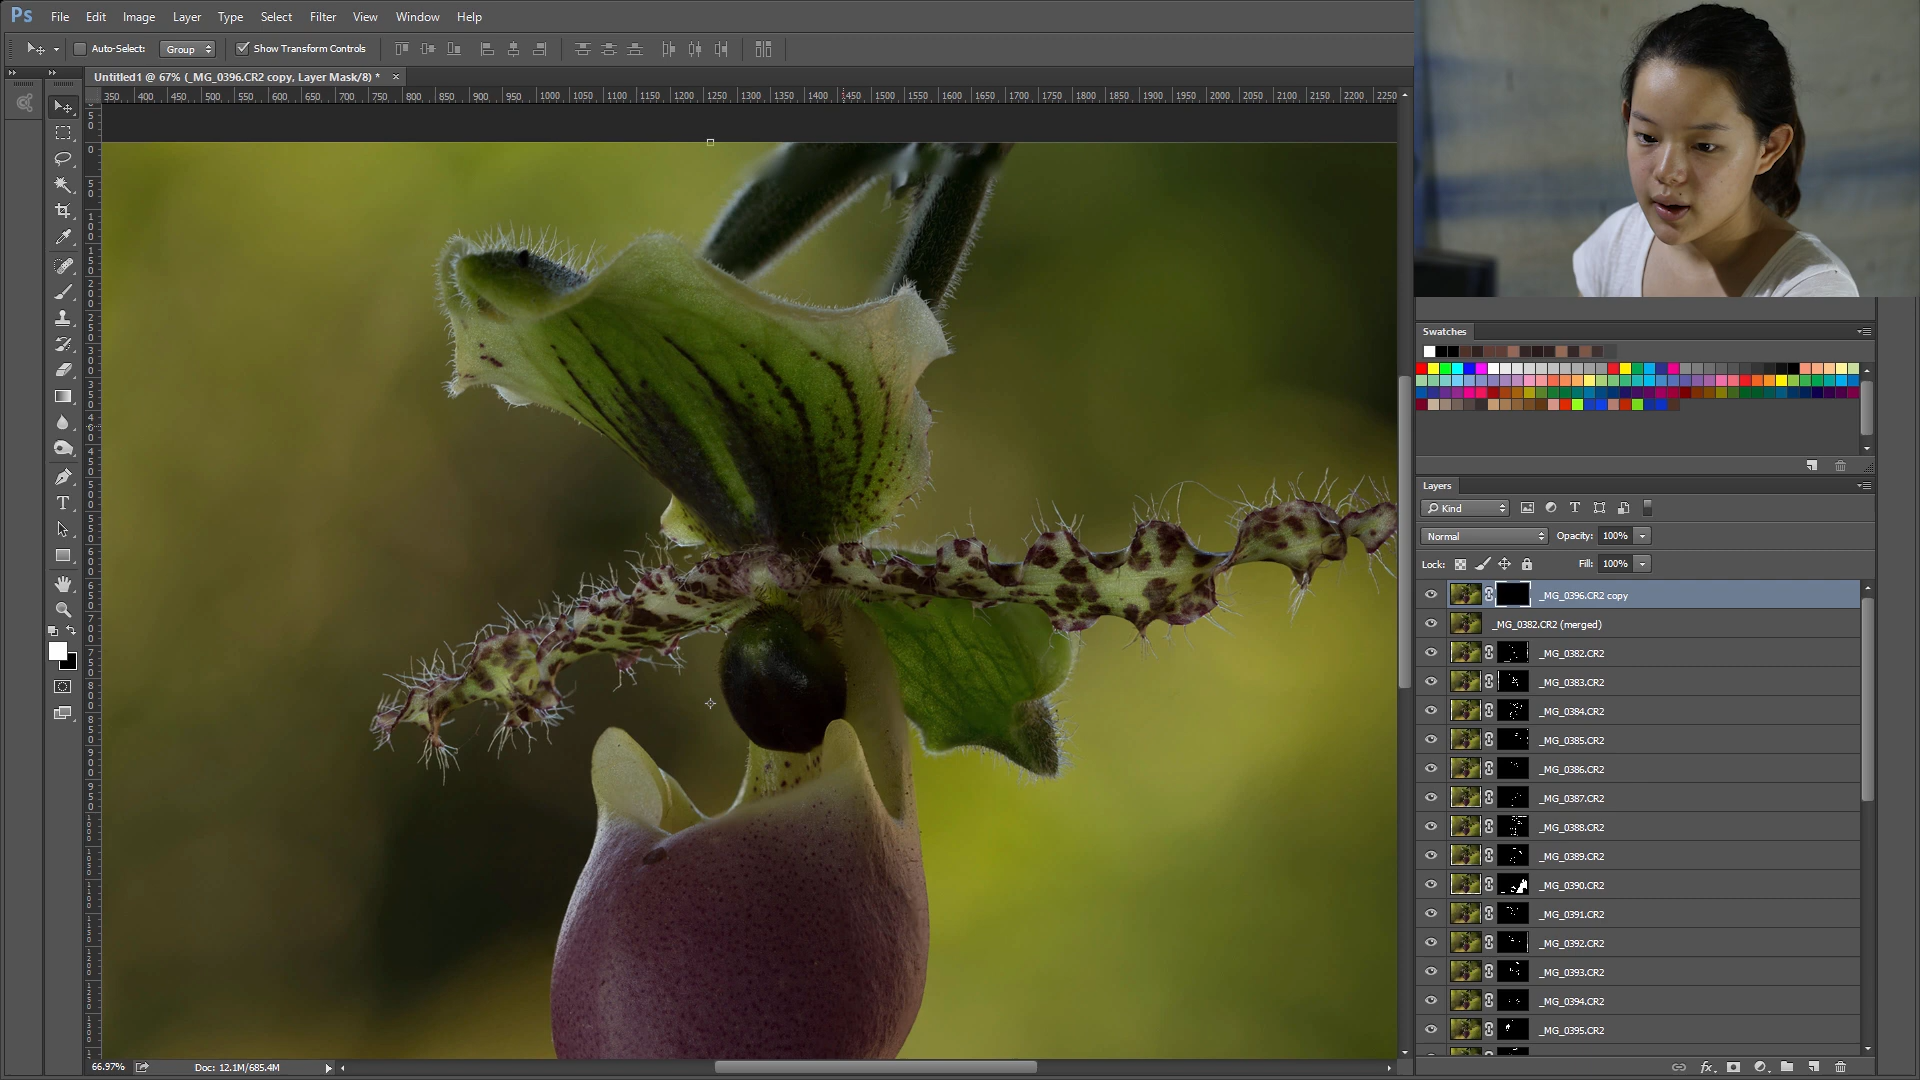 Ps File Edit Image Layer Type Select Filter View Window Help
Auto-Select: Group Show Transform Controls
Untitled1 @ 67% (_MG_0396.CR2 copy, Layer Mask/8) * ×
350 400 450 500 550 600 650 700 750 800 850 900 950 1000 1050 1100 1150 1200 1250 1300 1350 1400 1450 1500 1550 1600 1650 1700 1750 1800 1850 1900 1950 2000 2050 2100 2150 2200 2250
Swatches
Layers
Kind
Normal Opacity: 100%
Lock: Fill: 100%
_MG_0396.CR2 copy
_MG_0382.CR2 (merged)
_MG_0382.CR2
_MG_0383.CR2
_MG_0384.CR2
_MG_0385.CR2
_MG_0386.CR2
_MG_0387.CR2
_MG_0388.CR2
_MG_0389.CR2
_MG_0390.CR2
_MG_0391.CR2
_MG_0392.CR2
_MG_0393.CR2
_MG_0394.CR2
_MG_0395.CR2
fx
66.97% Doc: 12.1M/685.4M